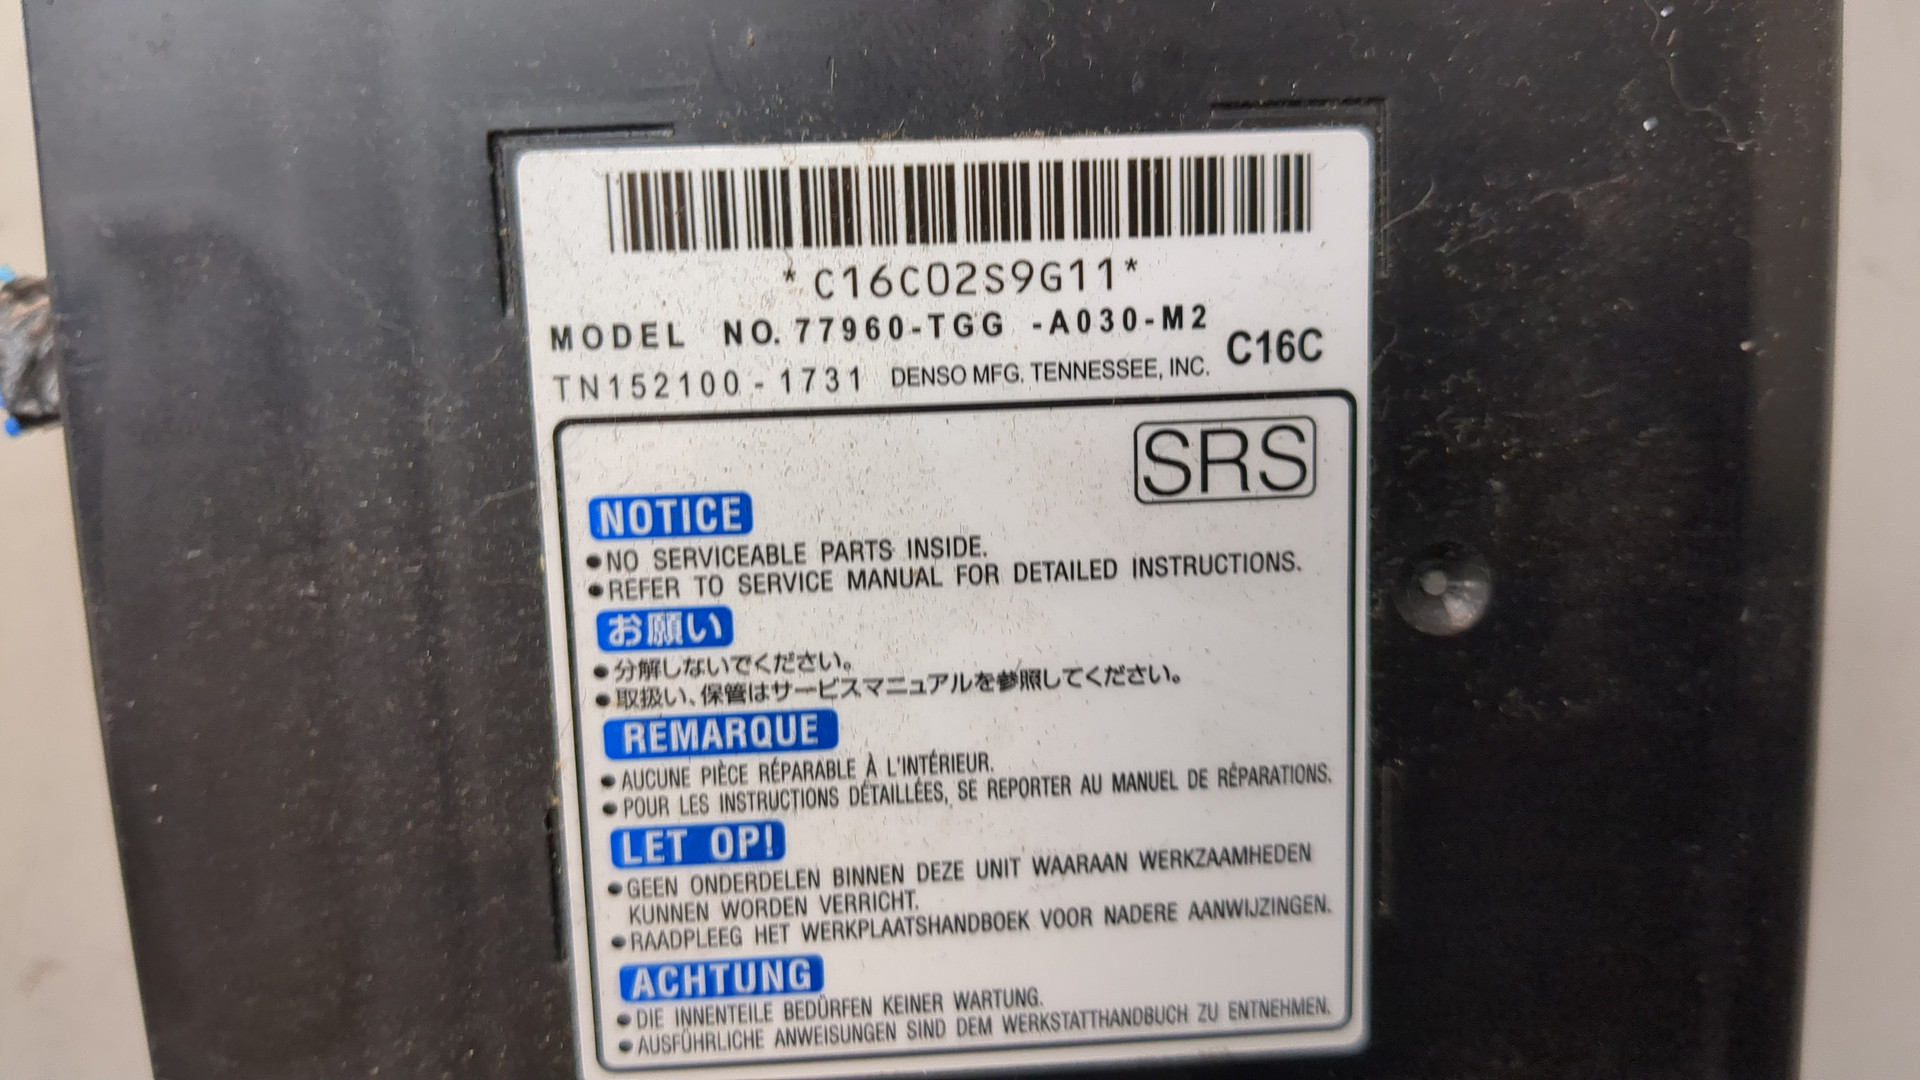 *C16C02S9G11*
MODEL NO. 77960-TGG -A030-M2
C16C
TN152100-1731 DENSO MFG. TENNESSEE, INC.
SRS
NOTICE
●NO SERVICEABLE PARTS INSIDE.
●REFER TO SERVICE MANUAL FOR DETAILED INSTRUCTIONS.
お願い
●分解しないでください。
●取扱い、保管はサービスマニュアルを参照してください。
REMARQUE
●AUCUNE PIÈCE RÉPARABLE À L'INTÉRIEUR.
●POUR LES INSTRUCTIONS DÉTAILLÉES, SE REPORTER AU MANUEL DE RÉPARATIONS.
LET OP!
●GEEN ONDERDELEN BINNEN DEZE UNIT WAARAAN WERKZAAMHEDEN
KUNNEN WORDEN VERRICHT.
●RAADPLEEG HET WERKPLAATSHANDBOEK VOOR NADERE AANWIJZINGEN.
ACHTUNG
●DIE INNENTEILE BEDÜRFEN KEINER WARTUNG.
●AUSFÜHRLICHE ANWEISUNGEN SIND DEM WERKSTATTHANDBUCH ZU ENTNEHMEN.